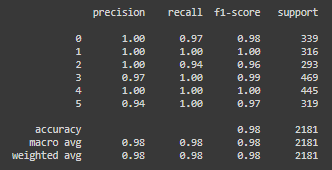 precision recall f1-score support
0 1.00 0.97 0.98 339
1 1.00 1.00 1.00 316
2 1.00 0.94 0.96 293
3 0.97 1.00 0.99 469
4 1.00 1.00 1.00 445
5 0.94 1.00 0.97 319
accuracy 0.98 2181
macro avg 0.98 0.98 0.98 2181
weighted avg 0.98 0.98 0.98 2181